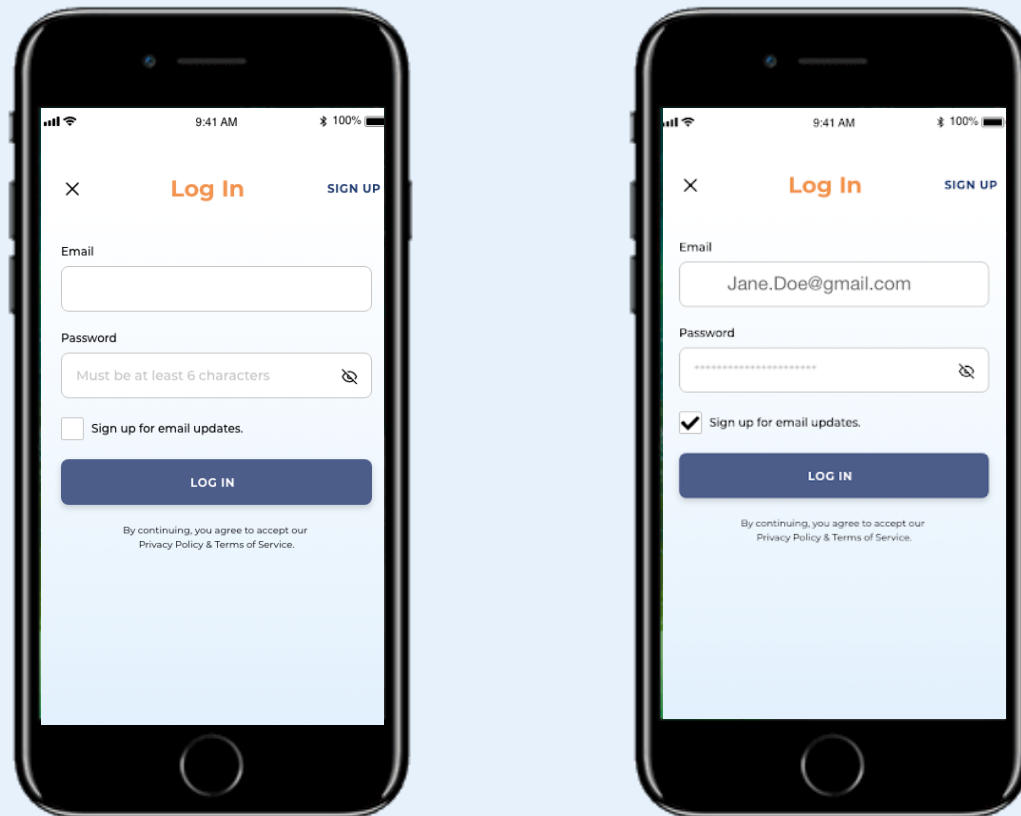 9:41 AM 100%
Log In SIGN UP
Email
Password
Must be at least 6 characters
Sign up for email updates.
LOG IN
By continuing, you agree to accept our
Privacy Policy & Terms of Service.
9:41 AM 100%
Log In SIGN UP
Email
Jane.Doe@gmail.com
Password
**********************
Sign up for email updates.
LOG IN
By continuing, you agree to accept our
Privacy Policy & Terms of Service.